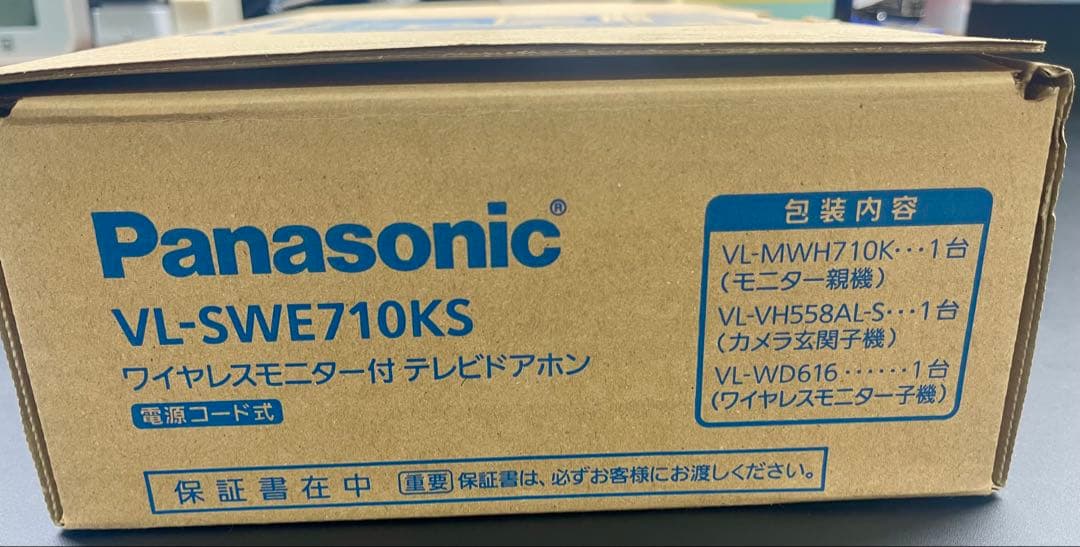 Panasonic®
VL-SWE710KS
ワイヤレスモニター付 テレビドアホン
電源コード式
包装内容
VL-MWH710K・・・1台
(モニター親機)
VL-VH558AL-S・・・1台
(カメラ玄関子機)
VL-WD616・・・・・・1台
(ワイヤレスモニター子機)
保証書在中 重要 保証書は、必ずお客様にお渡しください。